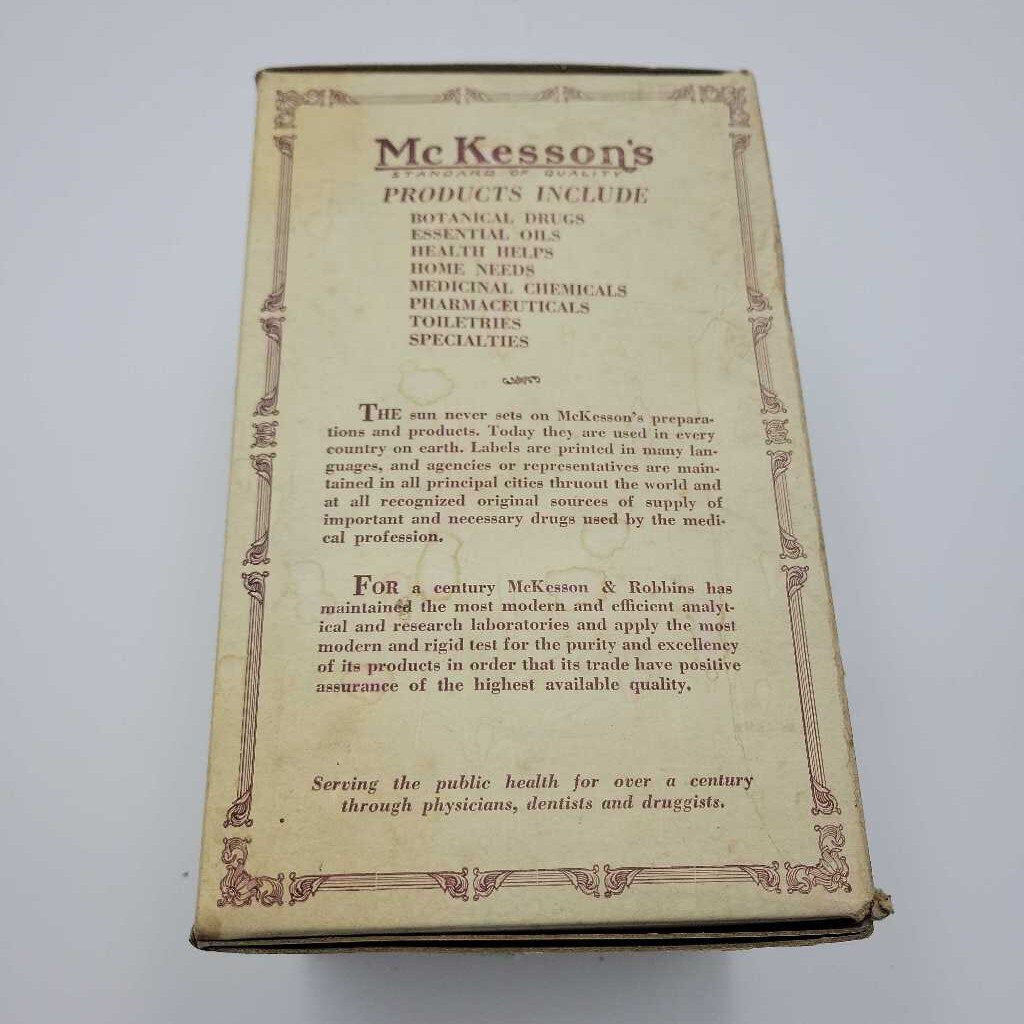 McKesson's
STANDARD OF QUALITY
PRODUCTS INCLUDE
BOTANICAL DRUGS
ESSENTIAL OILS
HEALTH HELPS
HOME NEEDS
MEDICINAL CHEMICALS
PHARMACEUTICALS
TOILETRIES
SPECIALTIES
THE sun never sets on McKesson's prepara-
tions and products. Today they are used in every
country on earth. Labels are printed in many lan-
guages, and agencies or representatives are main-
tained in all principal cities thruout the world and
at all recognized original sources of supply of
important and necessary drugs used by the medi-
cal profession.
FOR a century McKesson & Robbins has
maintained the most modern and efficient analyt-
ical and research laboratories and apply the most
modern and rigid test for the purity and excellency
of its products in order that its trade have positive
assurance of the highest available quality.
Serving the public health for over a century
through physicians, dentists and druggists.